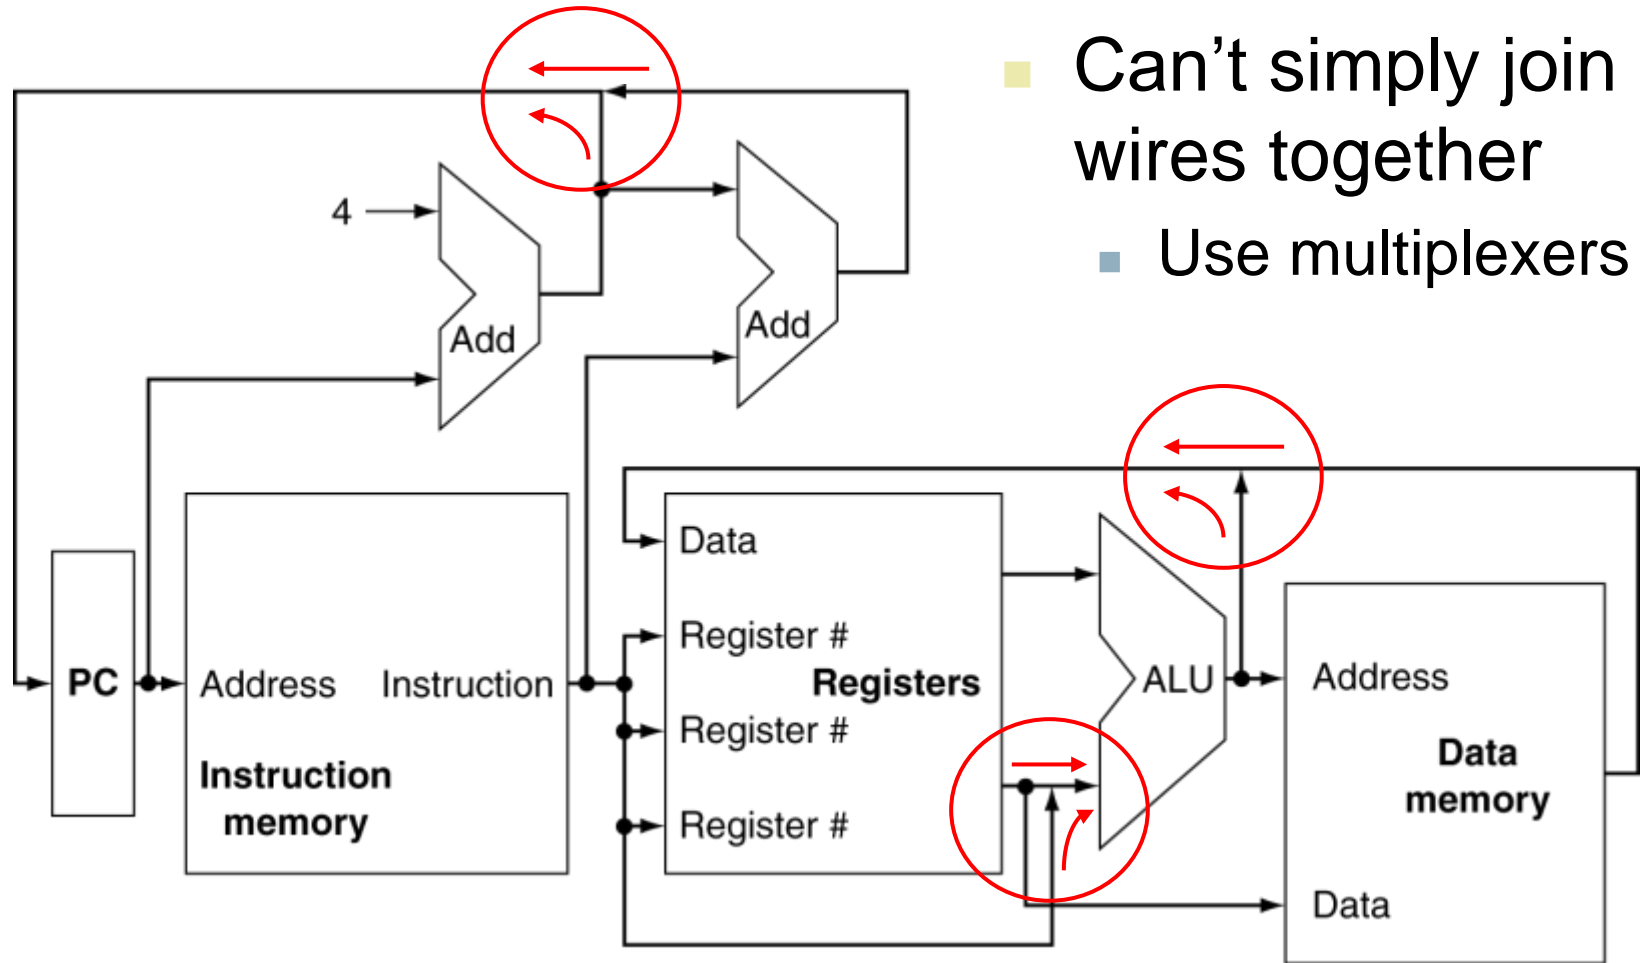 Can’t simply join
wires together
Use multiplexers
4
Add
Add
Data
Register #
PC
Address
Instruction
Registers
ALU
Address
Register #
Instruction
memory
Data
memory
Register #
Data